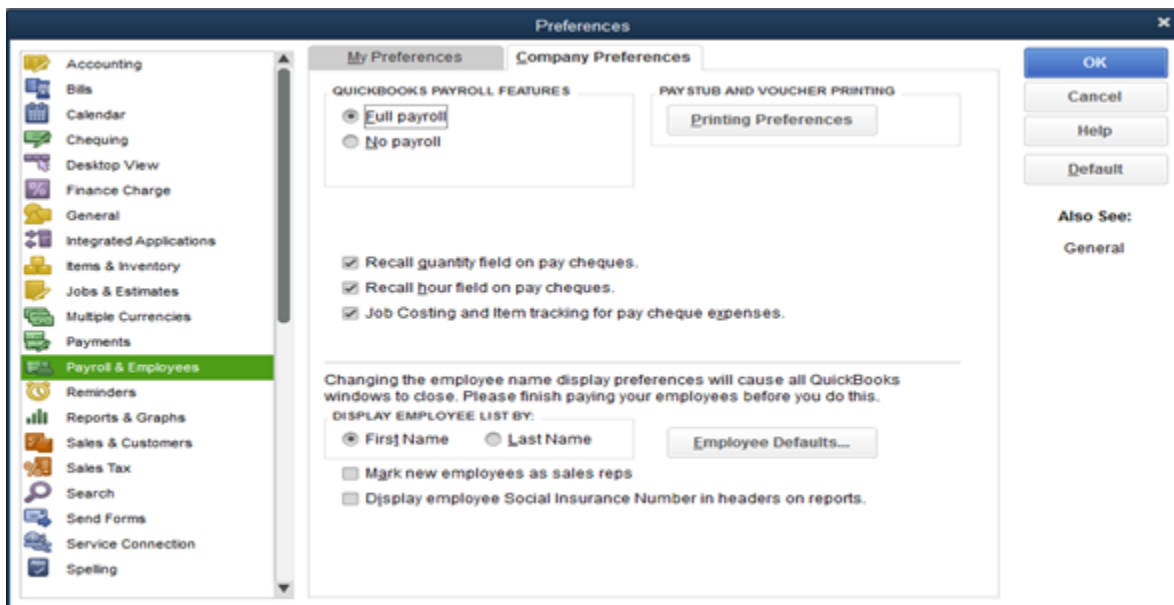 Preferences
Accounting
Bills
Calendar
Chequing
Desktop View
Finance Charge
General
Integrated Applications
Items & Inventory
Jobs & Estimates
Multiple Currencies
Payments
Payroll & Employees
Reminders
Reports & Graphs
Sales & Customers
Sales Tax
Search
Send Forms
Service Connection
Spelling
My Preferences
Company Preferences
QUICKBOOKS PAYROLL FEATURES
Full payroll
No payroll
PAY STUB AND VOUCHER PRINTING
Printing Preferences
Recall quantity field on pay cheques.
Recall hour field on pay cheques.
Job Costing and Item tracking for pay cheque expenses.
Changing the employee name display preferences will cause all QuickBooks
windows to close. Please finish paying your employees before you do this.
DISPLAY EMPLOYEE LIST BY:
First Name
Last Name
Employee Defaults...
Mark new employees as sales reps
Display employee Social Insurance Number in headers on reports.
OK
Cancel
Help
Default
Also See:
General